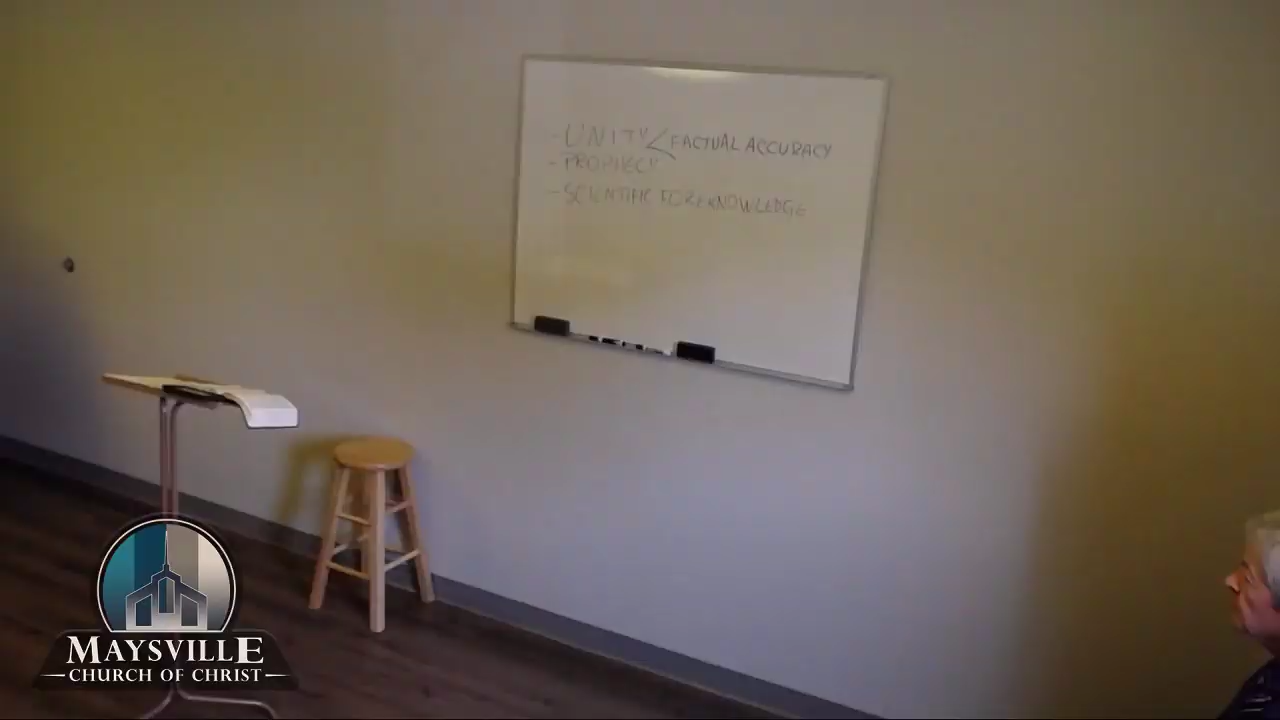 - UNITY < FACTUAL ACCURACY
- PROPHECY
- SCIENTIFIC FOREKNOWLEDGE
MAYSVILLE
CHURCH OF CHRIST